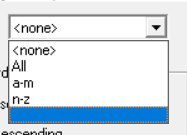 <none>
<none>
All
a-m
n-z
escending